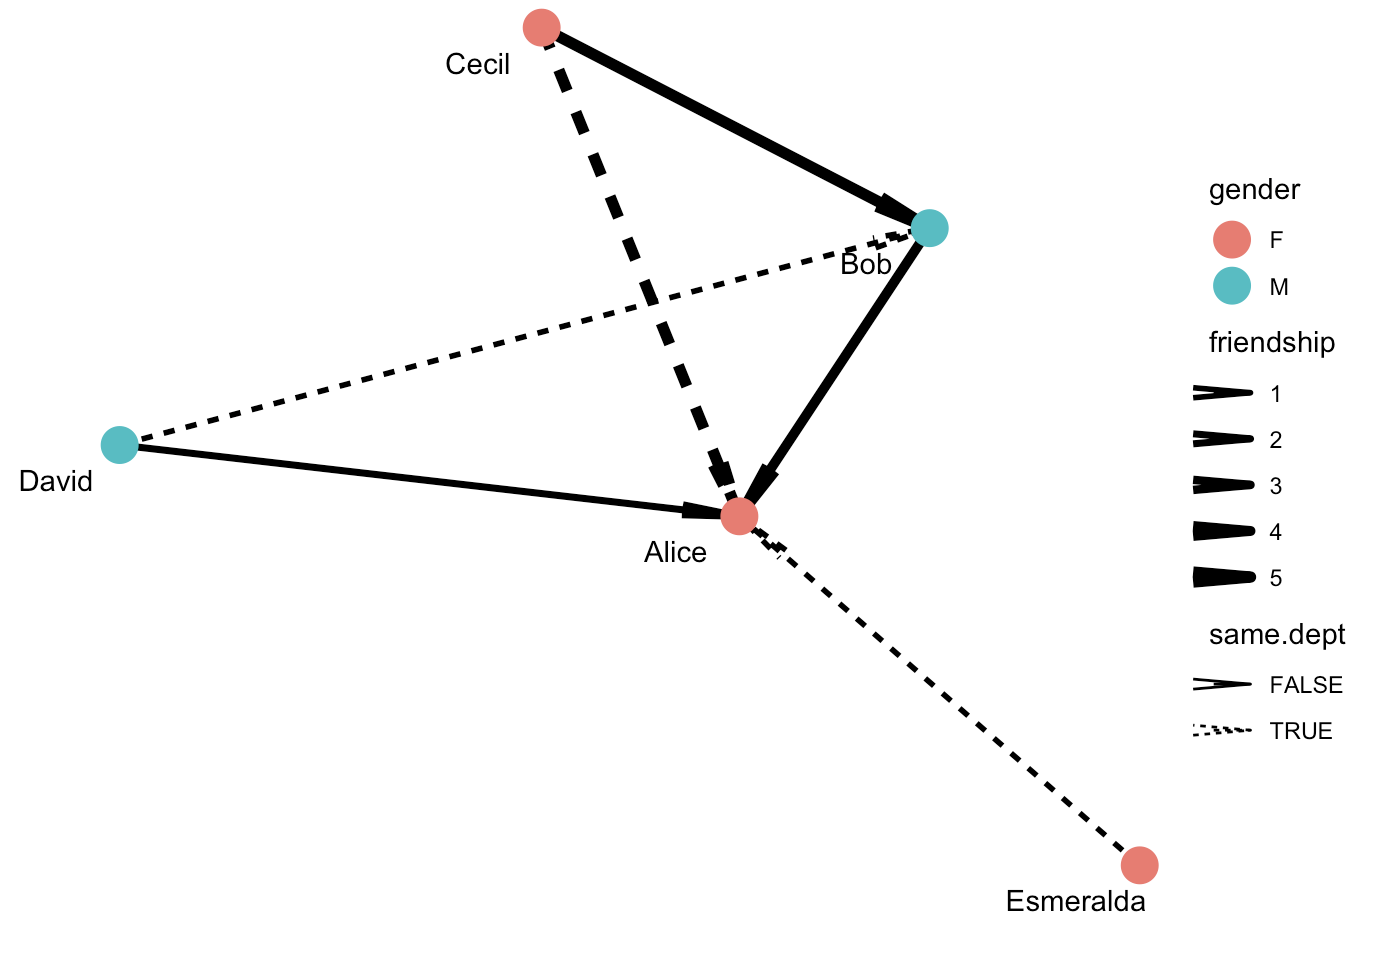 Cecil
Bob
David
Alice
Esmeralda
gender
F
M
friendship
1
2
3
4
5
same.dept
FALSE
TRUE